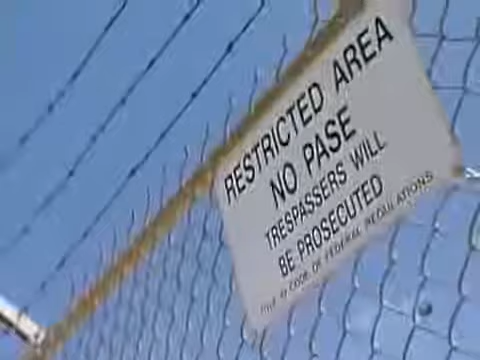 RESTRICTED AREA
NO PASE
TRESPASSERS WILL
BE PROSECUTED
CODE OF FEDERAL REGULATIONS